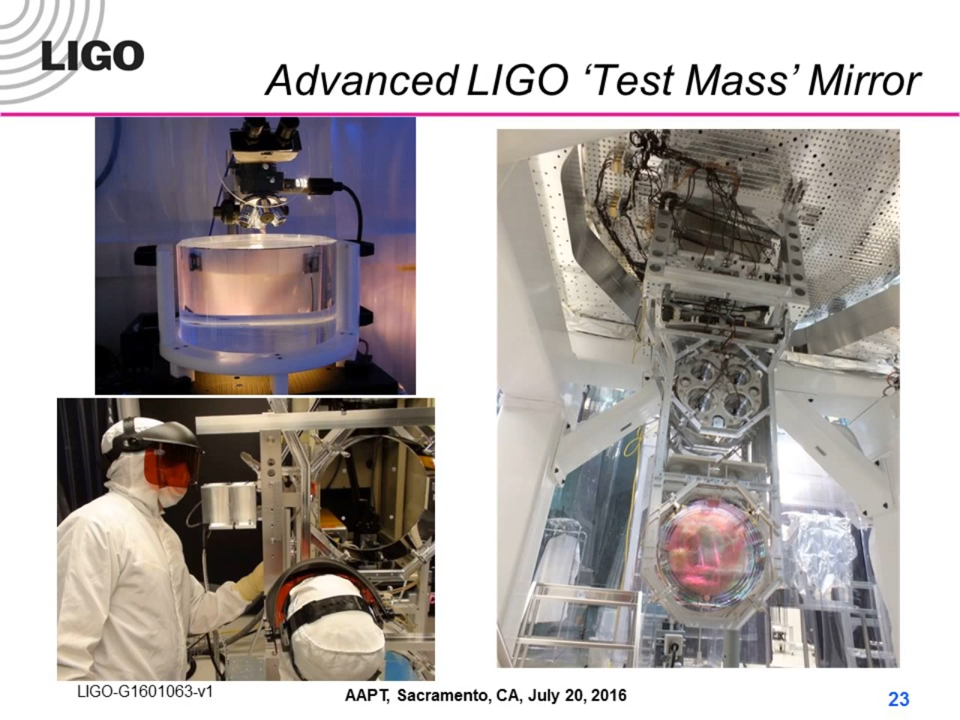 LIGO
Advanced LIGO ‘Test Mass’ Mirror
LIGO-G1601063-v1
AAPT, Sacramento, CA, July 20, 2016
23